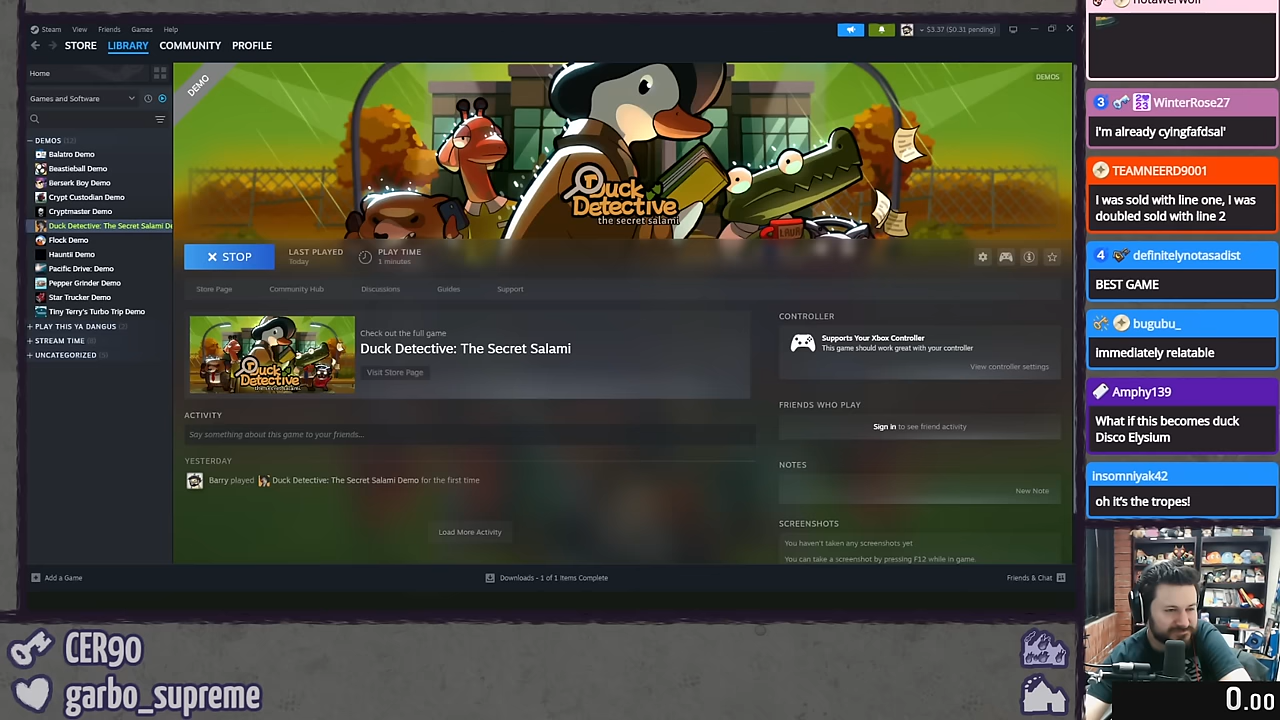 Steam View Friends Games Help
$3.37 ($0.31 pending)
STORE LIBRARY COMMUNITY PROFILE
Home
Games and Software
DEMOS (12)
Balatro Demo
Beastieball Demo
Berserk Boy Demo
Crypt Custodian Demo
Cryptmaster Demo
Duck Detective: The Secret Salami De
Flock Demo
Hauntii Demo
Pacific Drive: Demo
Pepper Grinder Demo
Star Trucker Demo
Tiny Terry's Turbo Trip Demo
PLAY THIS YA DANGUS
STREAM TIME
UNCATEGORIZED
DEMO
DEMOS
Duck
Detective
the secret salami
STOP
LAST PLAYED
Today
PLAY TIME
1 minutes
Store Page Community Hub Discussions Guides Support
Duck
Detective
Check out the full game
Duck Detective: The Secret Salami
Visit Store Page
ACTIVITY
Say something about this game to your friends...
YESTERDAY
Barry played Duck Detective: The Secret Salami Demo for the first time
Load More Activity
CONTROLLER
Supports Your Xbox Controller
This game should work great with your controller
View controller settings
FRIENDS WHO PLAY
Sign in to see friend activity
NOTES
New Note
SCREENSHOTS
You haven't taken any screenshots yet
You can take a screenshot by pressing F12 while in game.
Add a Game
Downloads - 1 of 1 Items Complete
Friends & Chat
notawerwolf
3 WinterRose27
I'm already cyingfafdsal'
TEAMNEERD9001
I was sold with line one, I was
doubled sold with line 2
4 definitelynotasadist
BEST GAME
bugubu_
Immediately relatable
Amphy139
What if this becomes duck
Disco Elysium
insomniyak42
oh it's the tropes!
CER90
garbo_supreme
0.00